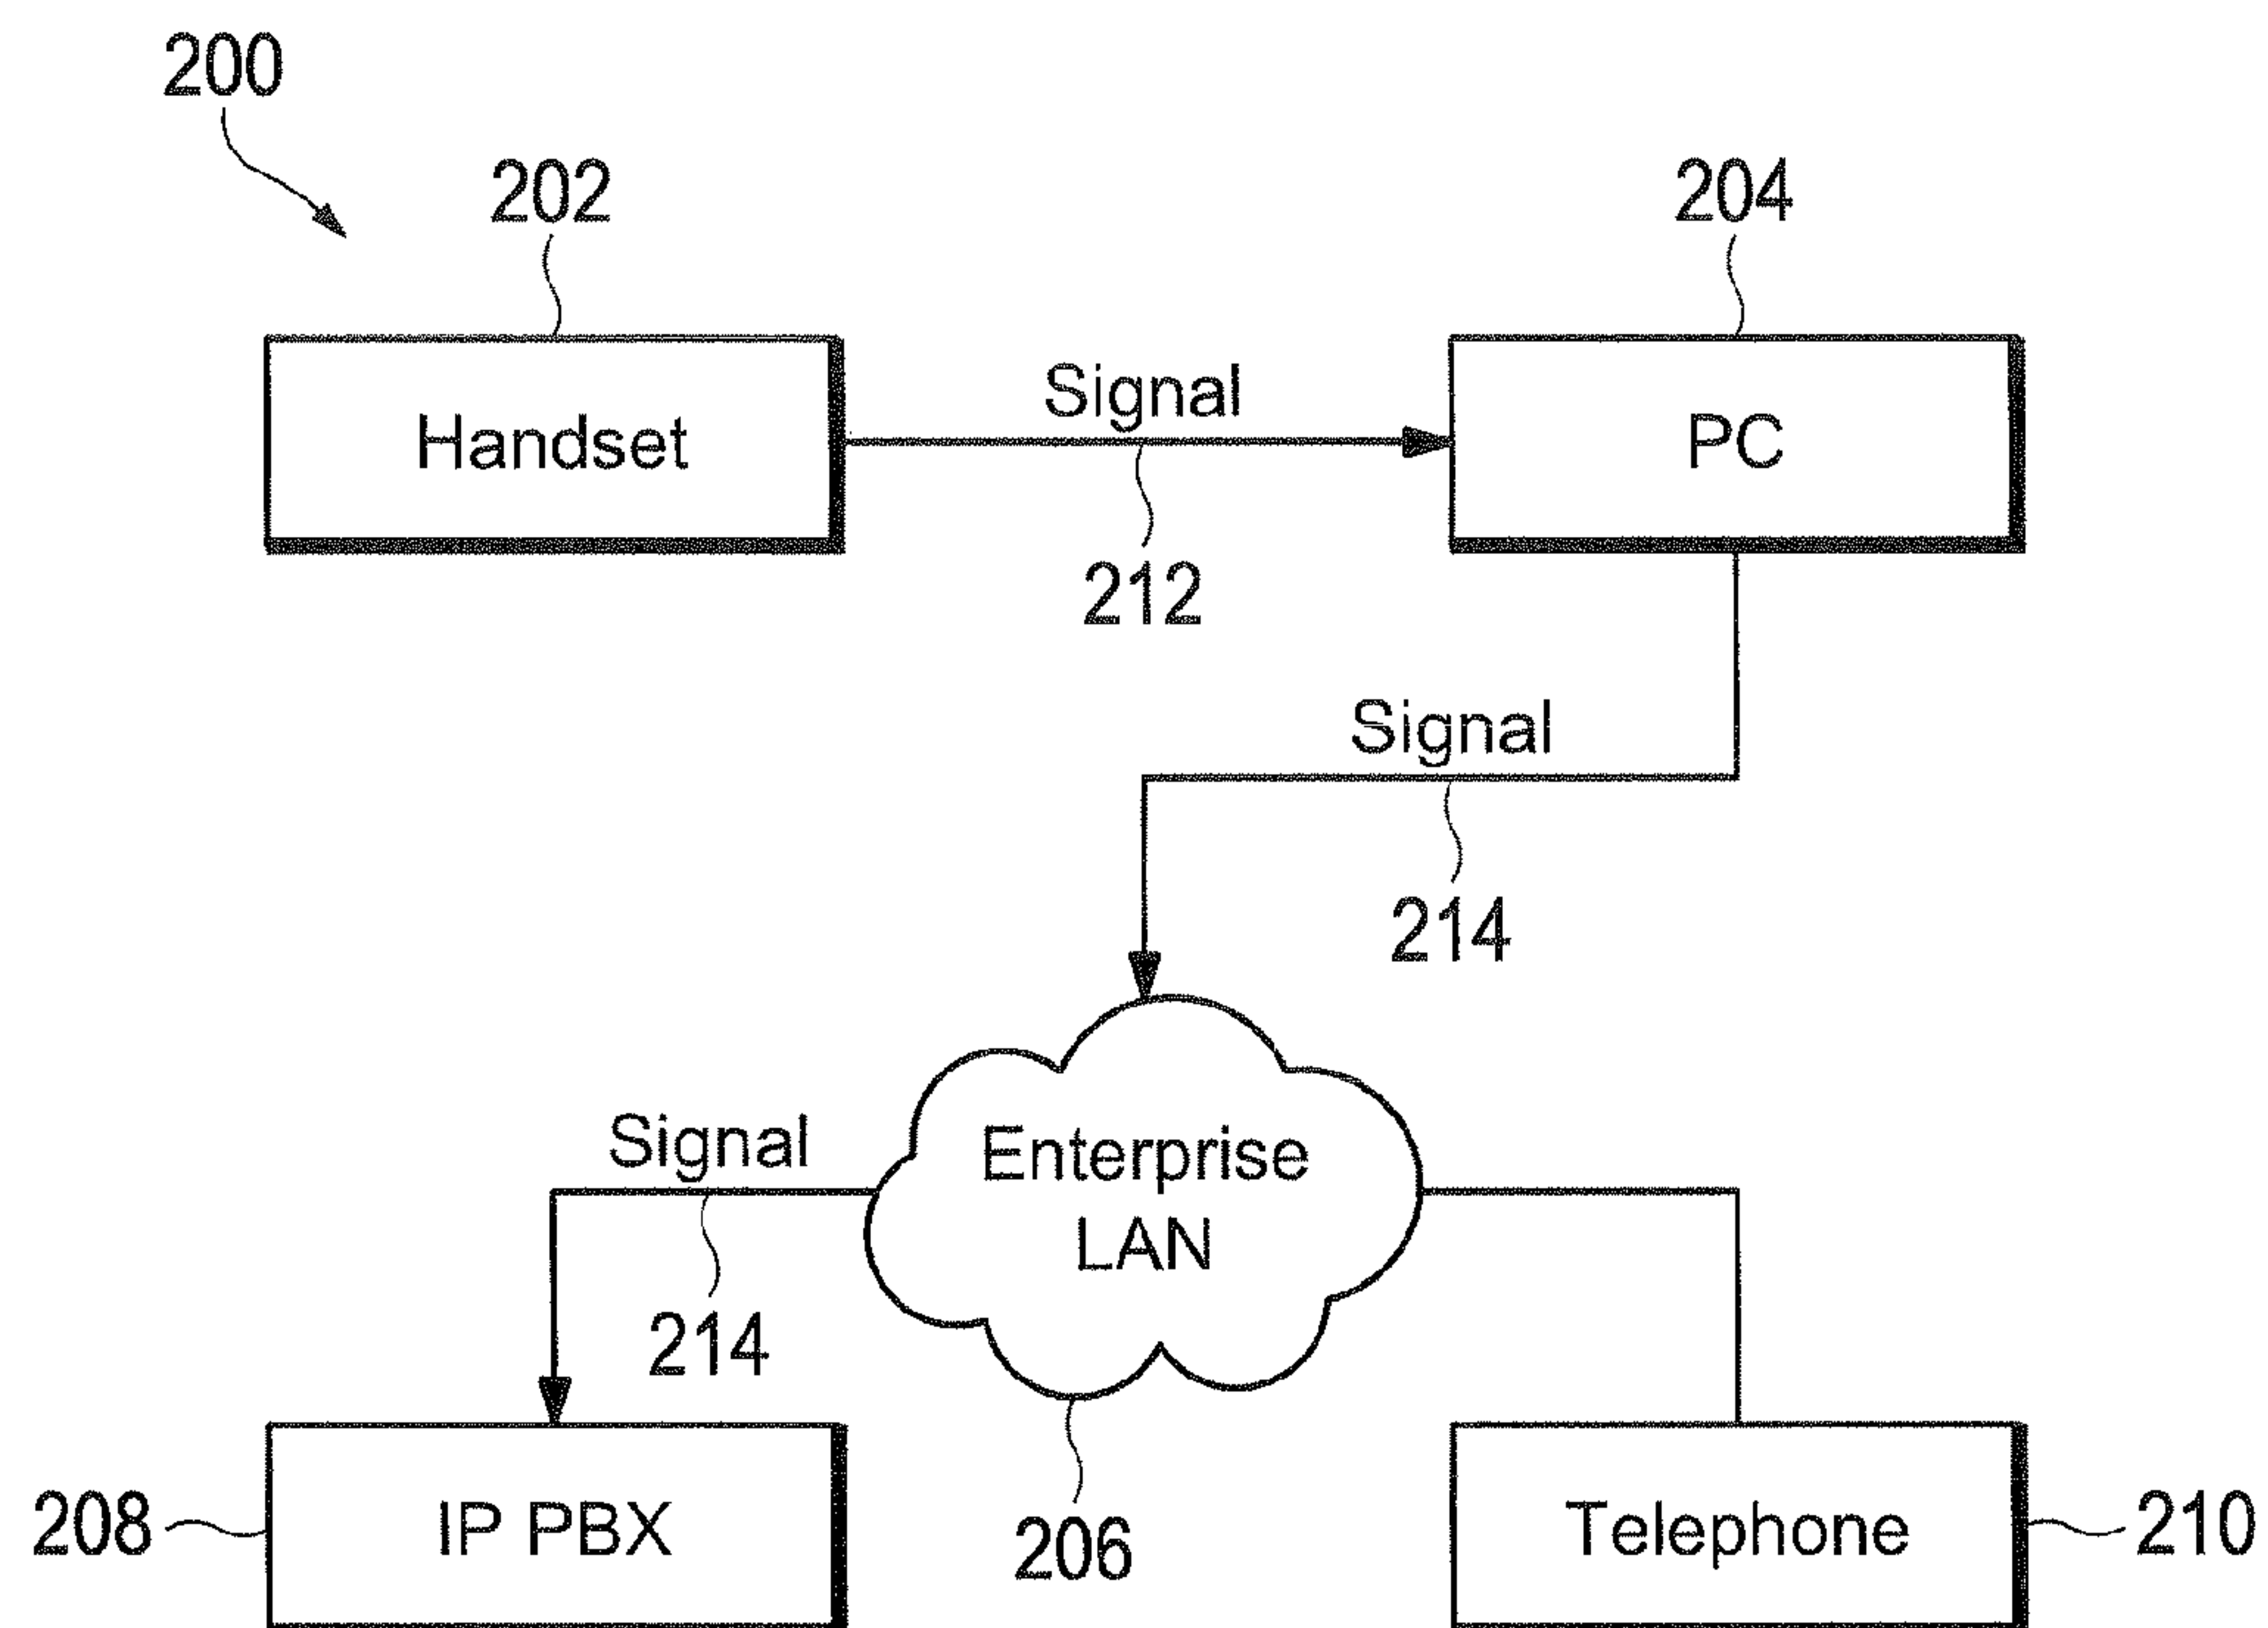 200
202
204
Handset
Signal
PC
212
Signal
214
Signal
Enterprise
LAN
214
208
IP PBX
206
Telephone
210